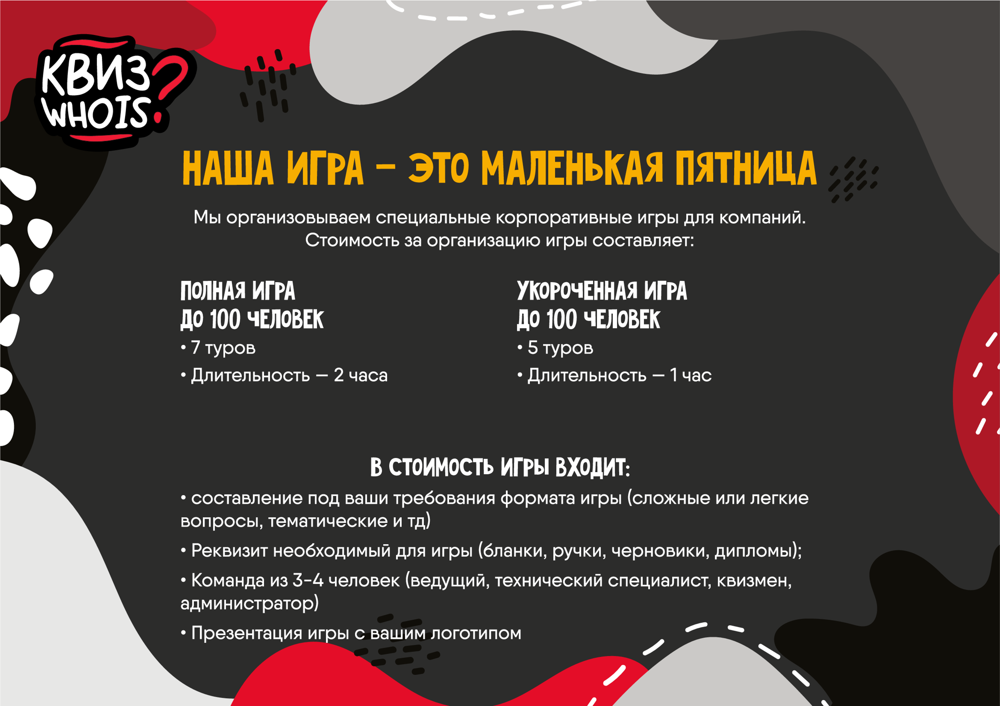 КВИЗ?
WHOIS
НАША ИГРА – ЭТО МАЛЕНЬКАЯ ПЯТНИЦА
Мы организовываем специальные корпоративные игры для компаний.
Стоимость за организацию игры составляет:
ПОЛНАЯ ИГРА
ДО 100 ЧЕЛОВЕК
• 7 туров
• Длительность — 2 часа
УКОРОЧЕННАЯ ИГРА
ДО 100 ЧЕЛОВЕК
• 5 туров
• Длительность — 1 час
В СТОИМОСТЬ ИГРЫ ВХОДИТ:
• составление под ваши требования формата игры (сложные или легкие
вопросы, тематические и тд)
• Реквизит необходимый для игры (бланки, ручки, черновики, дипломы);
• Команда из 3-4 человек (ведущий, технический специалист, квизмен,
администратор)
• Презентация игры с вашим логотипом